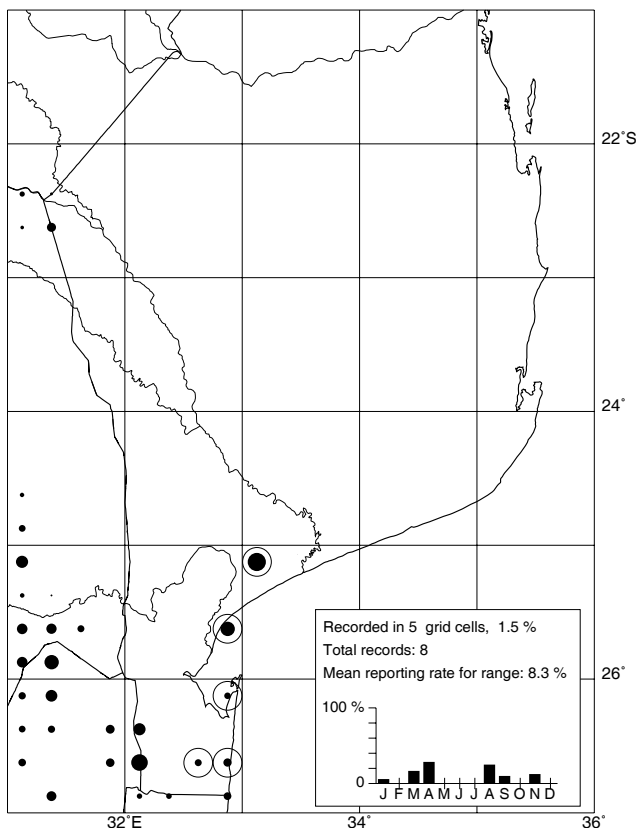 22˚S
24˚
Recorded in 5 grid cells, 1.5 %
Total records: 8
Mean reporting rate for range: 8.3 %
26˚
100 %
0
J F M A M J J A S O N D
32˚E
34˚
36˚